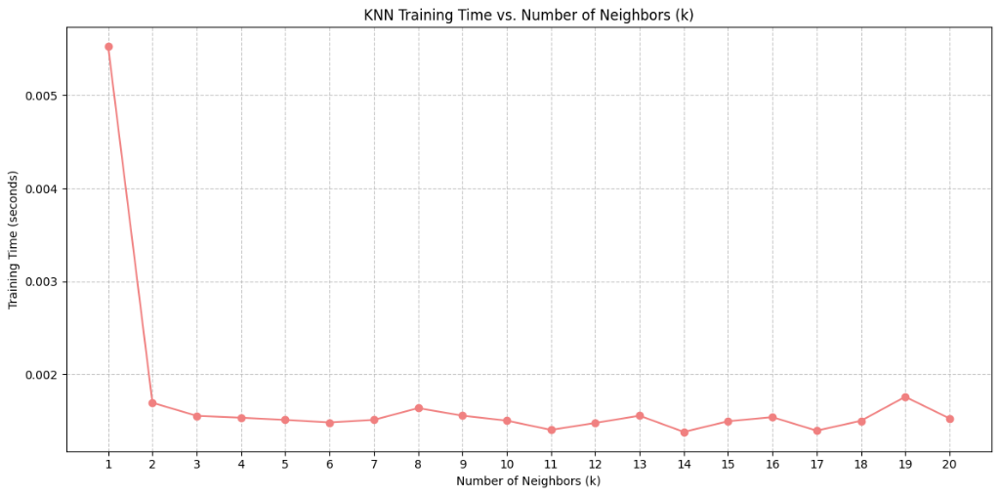 KNN Training Time vs. Number of Neighbors (k)
Training Time (seconds)
0.005
0.004
0.003
0.002
1 2 3 4 5 6 7 8 9 10 11 12 13 14 15 16 17 18 19 20
Number of Neighbors (k)